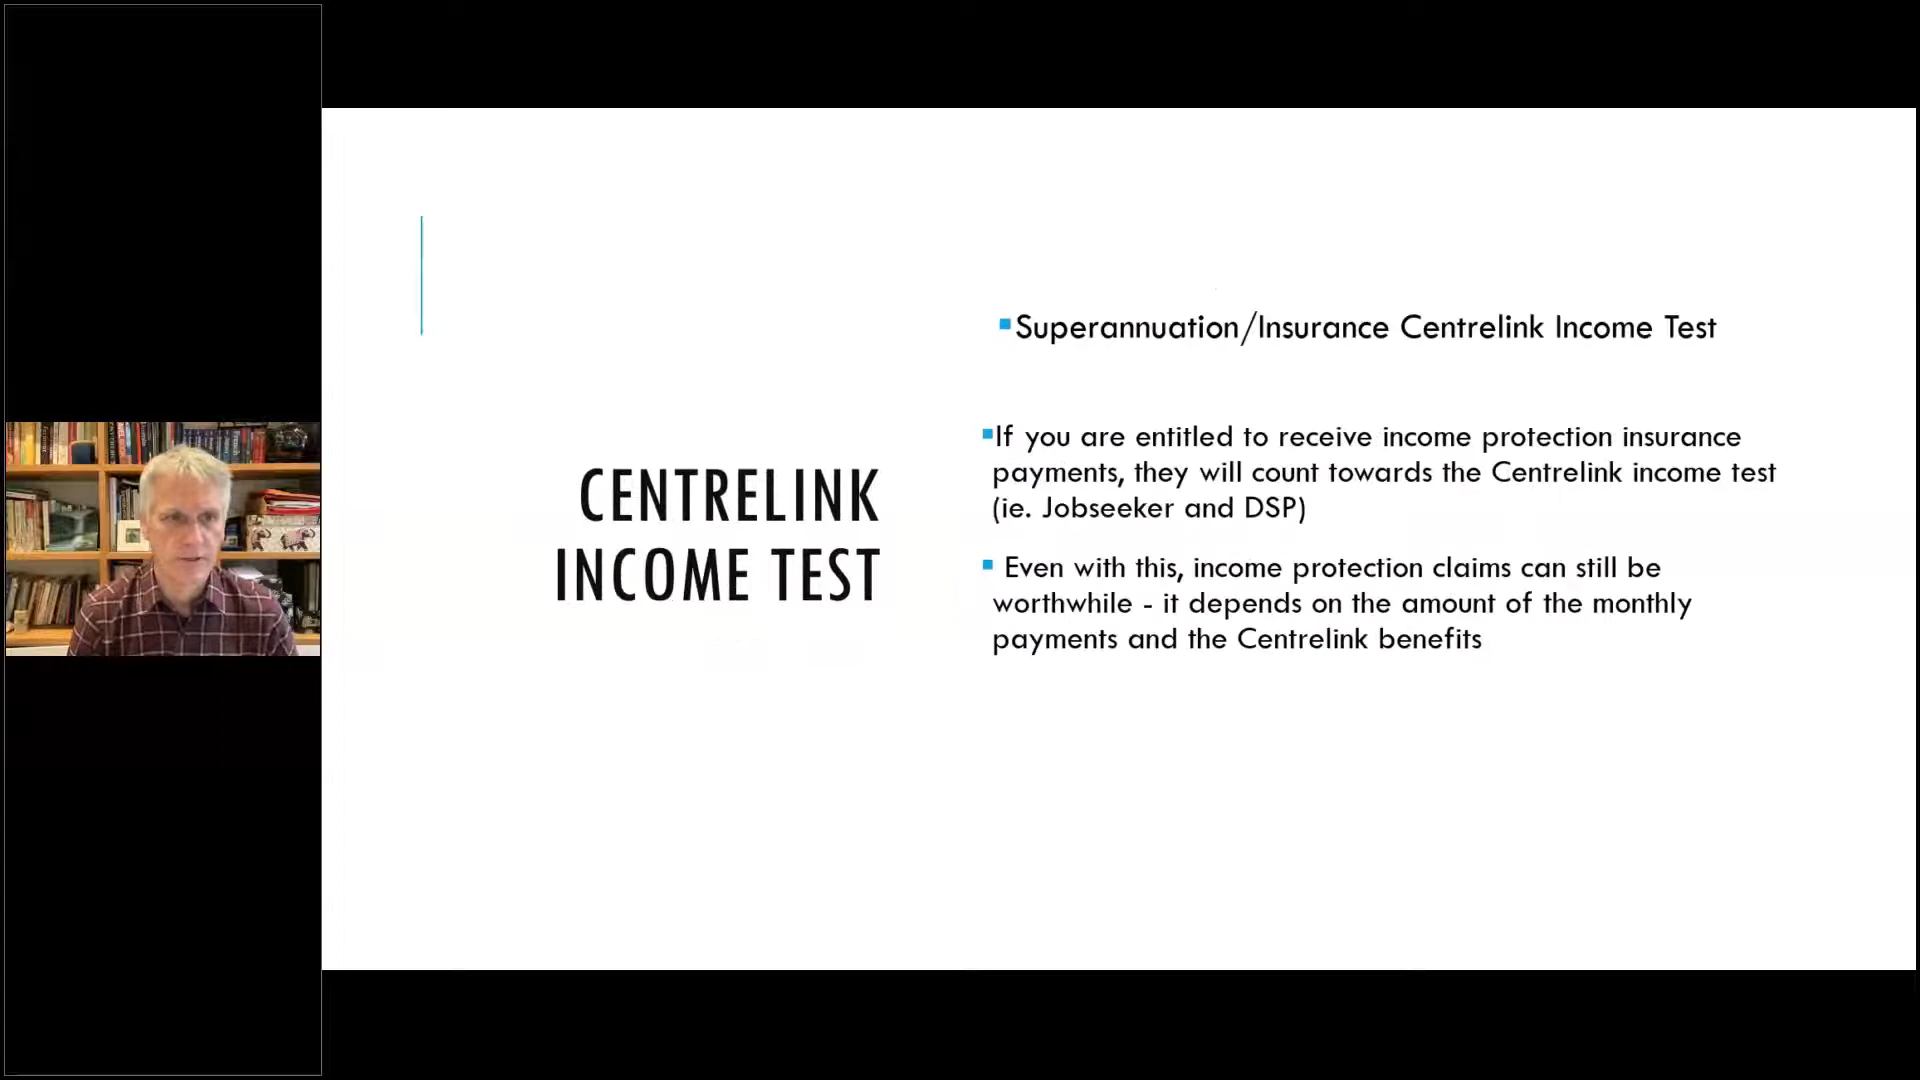 CENTRELINK
INCOME TEST
Superannuation/Insurance Centrelink Income Test
If you are entitled to receive income protection insurance
payments, they will count towards the Centrelink income test
(ie. Jobseeker and DSP)
Even with this, income protection claims can still be
worthwhile - it depends on the amount of the monthly
payments and the Centrelink benefits